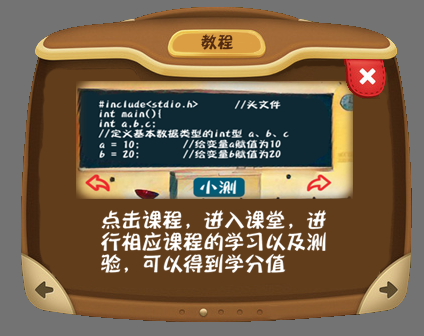 教程
#include<stdio.h> //头文件
int main(){
int a,b,c;
//定义基本数据类型的int型 a、b、c
a = 10; //给变量a赋值为10
b = 20; //给变量b赋值为20
小测
点击课程，进入课堂，进
行相应课程的学习以及测
验，可以得到学分值